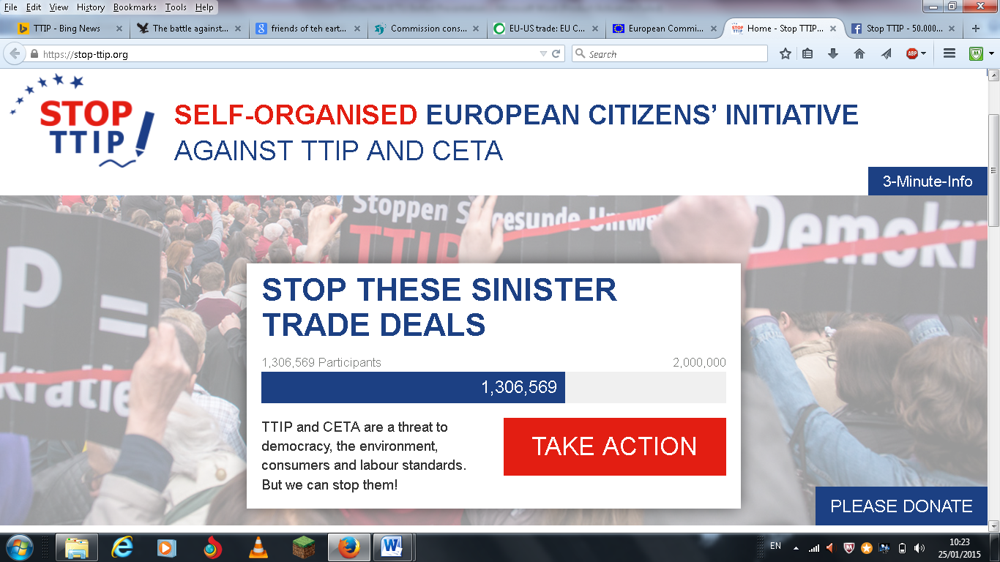 File Edit View History Bookmarks Tools Help
TTIP - Bing News
The battle against...
friends of teh eart...
Commission cons...
EU-US trade: EU C...
European Commi...
Home - Stop TTIP...
Stop TTIP - 50.000...
https://stop-ttip.org
Search
ABP
STOP
TTIP
SELF-ORGANISED EUROPEAN CITIZENS' INITIATIVE
AGAINST TTIP AND CETA
3-Minute-Info
Stoppen S gesunde Umwe
TTIP
Demokr
P =
kratie
STOP THESE SINISTER
TRADE DEALS
1,306,569 Participants 2,000,000
1,306,569
TTIP and CETA are a threat to
democracy, the environment,
consumers and labour standards.
But we can stop them!
TAKE ACTION
PLEASE DONATE
EN
10:23
25/01/2015